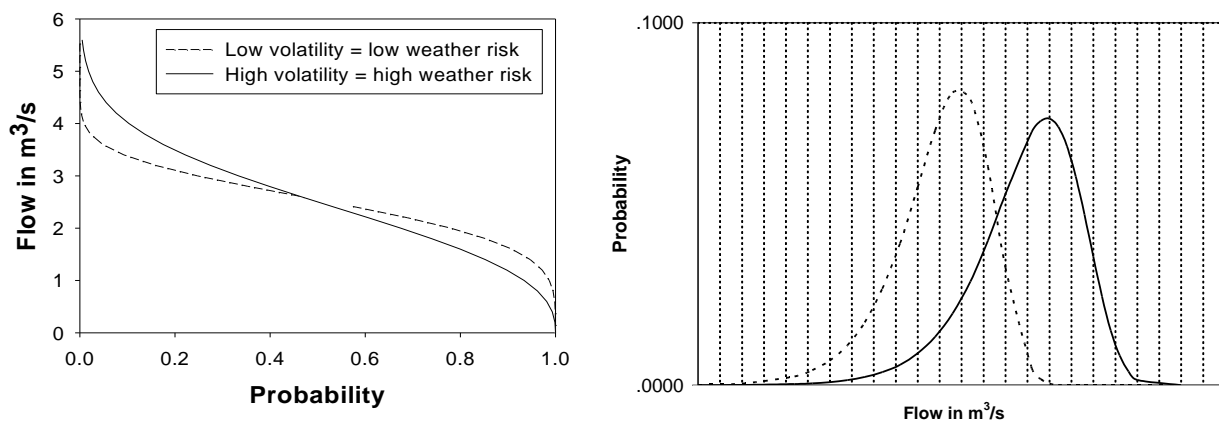 6
5
4
3
2
1
0
Flow in m³/s
Low volatility = low weather risk
High volatility = high weather risk
0.0 0.2 0.4 0.6 0.8 1.0
Probability
.1000
.0000
Probability
Flow in m³/s